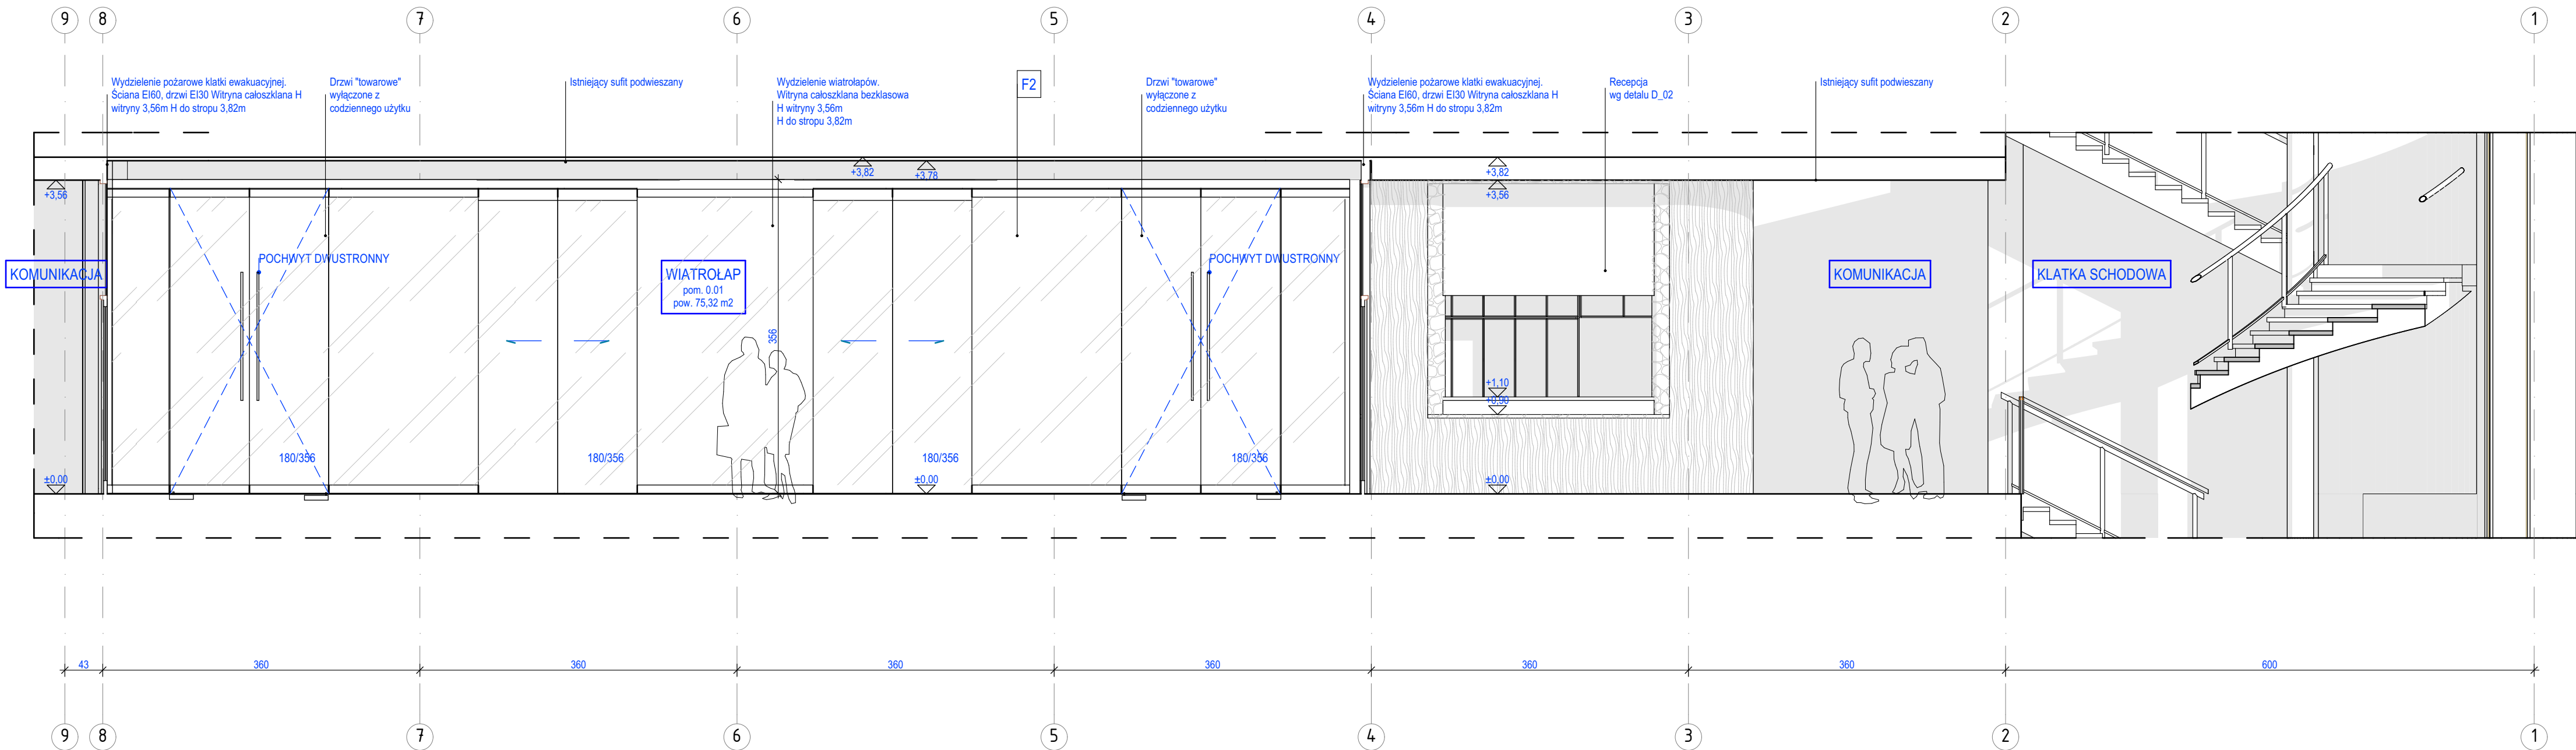 9 8 7 6 5 4 3 2 1
Wydzielenie pożarowe klatki ewakuacyjnej.
Ściana EI60, drzwi EI30 Witryna całoszklana H
witryny 3,56m H do stropu 3,82m
Drzwi "towarowe"
wyłączone z
codziennego użytku
Istniejący sufit podwieszany
Wydzielenie wiatrołapów.
Witryna całoszklana bezklasowa
H witryny 3,56m
H do stropu 3,82m
F2
Drzwi "towarowe"
wyłączone z
codziennego użytku
Wydzielenie pożarowe klatki ewakuacyjnej.
Ściana EI60, drzwi EI30 Witryna całoszklana H
witryny 3,56m H do stropu 3,82m
Recepcja
wg detalu D_02
Istniejący sufit podwieszany
+3,82
+3,78
+3,82
+3,56
+3,56
POCHWYT DWUSTRONNY
POCHWYT DWUSTRONNY
KOMUNIKACJA
WIATROŁAP
pom. 0.01
pow. 75,32 m2
KOMUNIKACJA
KLATKA SCHODOWA
356
+1,10
+0,90
180/356
180/356
180/356
180/356
±0,00
±0,00
±0,00
43 360 360 360 360 360 360 600
9 8 7 6 5 4 3 2 1